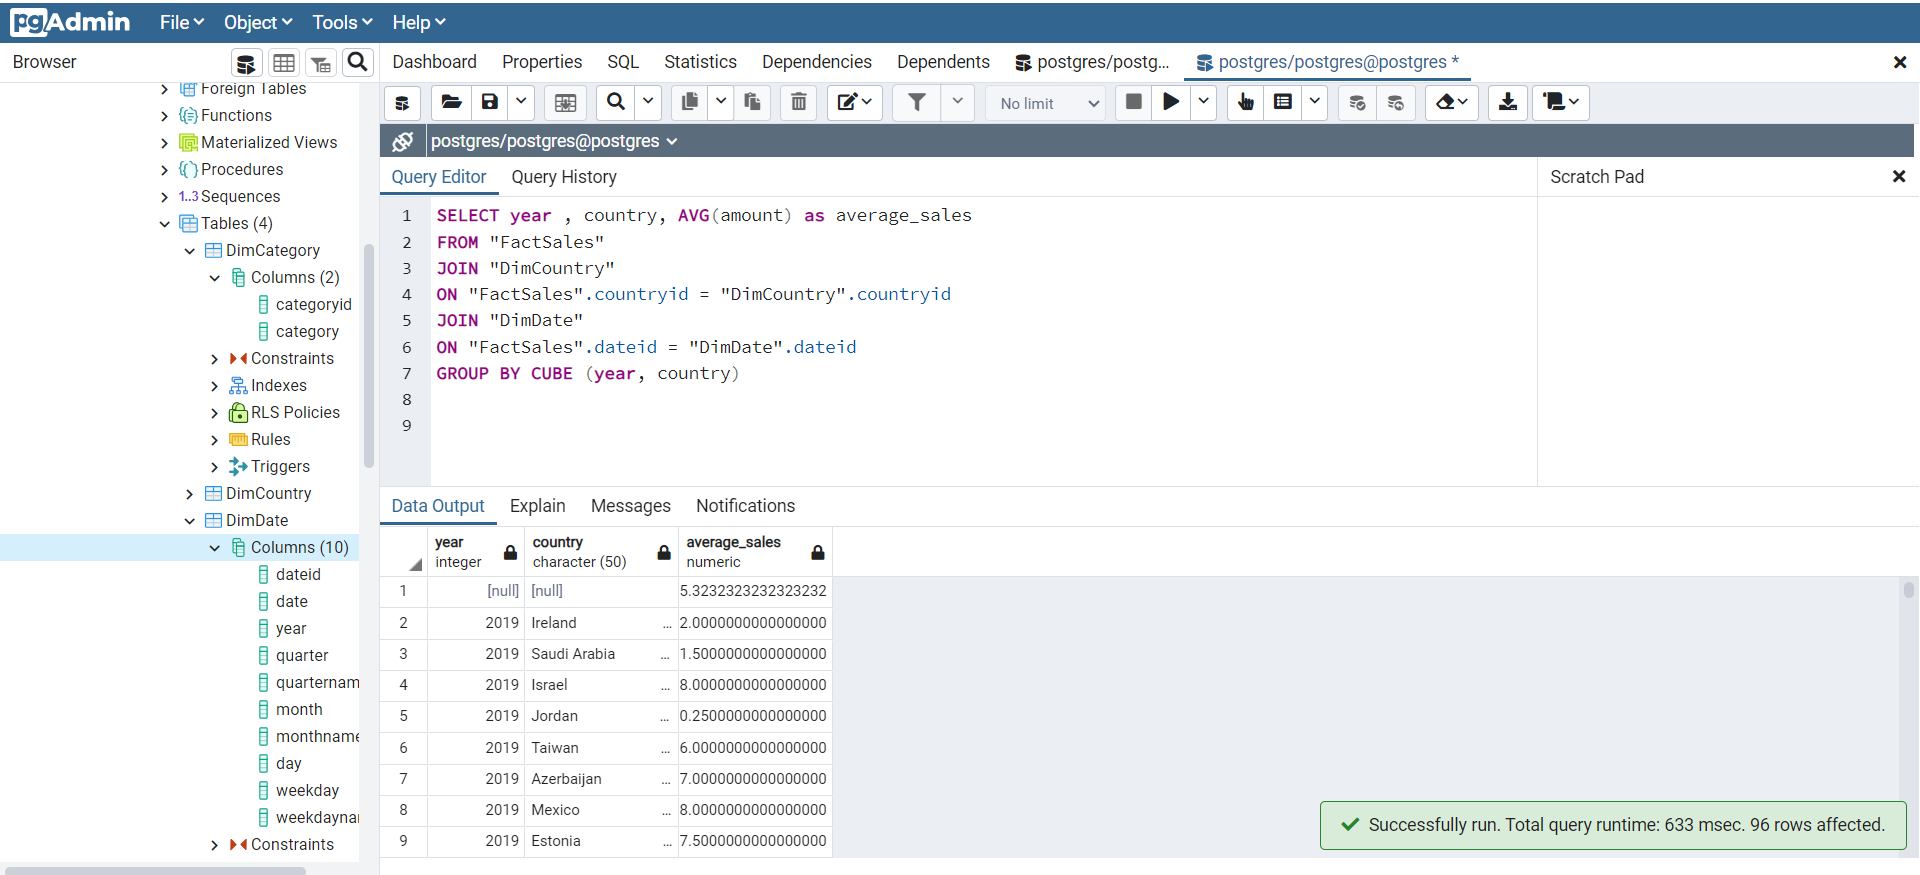 pgAdmin File Object Tools Help
Browser
Dashboard Properties SQL Statistics Dependencies Dependents postgres/postg... postgres/postgres@postgres *
No limit
postgres/postgres@postgres
Query Editor Query History
Scratch Pad
Foreign Tables
Functions
Materialized Views
Procedures
1..3 Sequences
Tables (4)
DimCategory
Columns (2)
categoryid
category
Constraints
Indexes
RLS Policies
Rules
Triggers
DimCountry
DimDate
Columns (10)
dateid
date
year
quarter
quarternam
month
monthname
day
weekday
weekdayna
Constraints
1 SELECT year , country, AVG(amount) as average_sales
2 FROM "FactSales"
3 JOIN "DimCountry"
4 ON "FactSales".countryid = "DimCountry".countryid
5 JOIN "DimDate"
6 ON "FactSales".dateid = "DimDate".dateid
7 GROUP BY CUBE (year, country)
8
9
Data Output Explain Messages Notifications
year country average_sales
integer character (50) numeric
1 [null] [null] 5.3232323232323232
2 2019 Ireland ... 2.0000000000000000
3 2019 Saudi Arabia ... 1.5000000000000000
4 2019 Israel ... 8.0000000000000000
5 2019 Jordan ... 0.2500000000000000
6 2019 Taiwan ... 6.0000000000000000
7 2019 Azerbaijan ... 7.0000000000000000
8 2019 Mexico ... 8.0000000000000000
9 2019 Estonia ... 7.5000000000000000
Successfully run. Total query runtime: 633 msec. 96 rows affected.